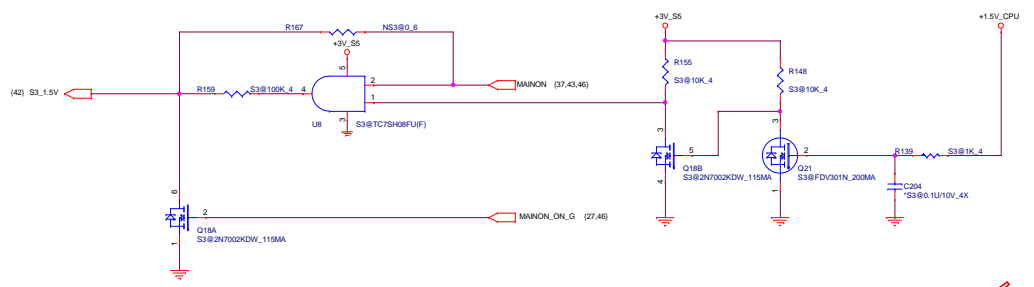 +3V_S5
+1.5V_CPU
R167
NS3@0_6
+3V_S5
R155
S3@10K_4
R148
S3@10K_4
(42) S3_1.5V
R159
S3@100K_4
4
5
2
1
3
U8
S3@TC7SH08FU(F)
MAINON (37,43,46)
3
5
4
Q18B
S3@2N7002KDW_115MA
3
2
1
Q21
S3@FDV301N_200MA
R139
S3@1K_4
C204
*S3@0.1U/10V_4X
6
2
1
Q18A
S3@2N7002KDW_115MA
MAINON_ON_G (27,46)